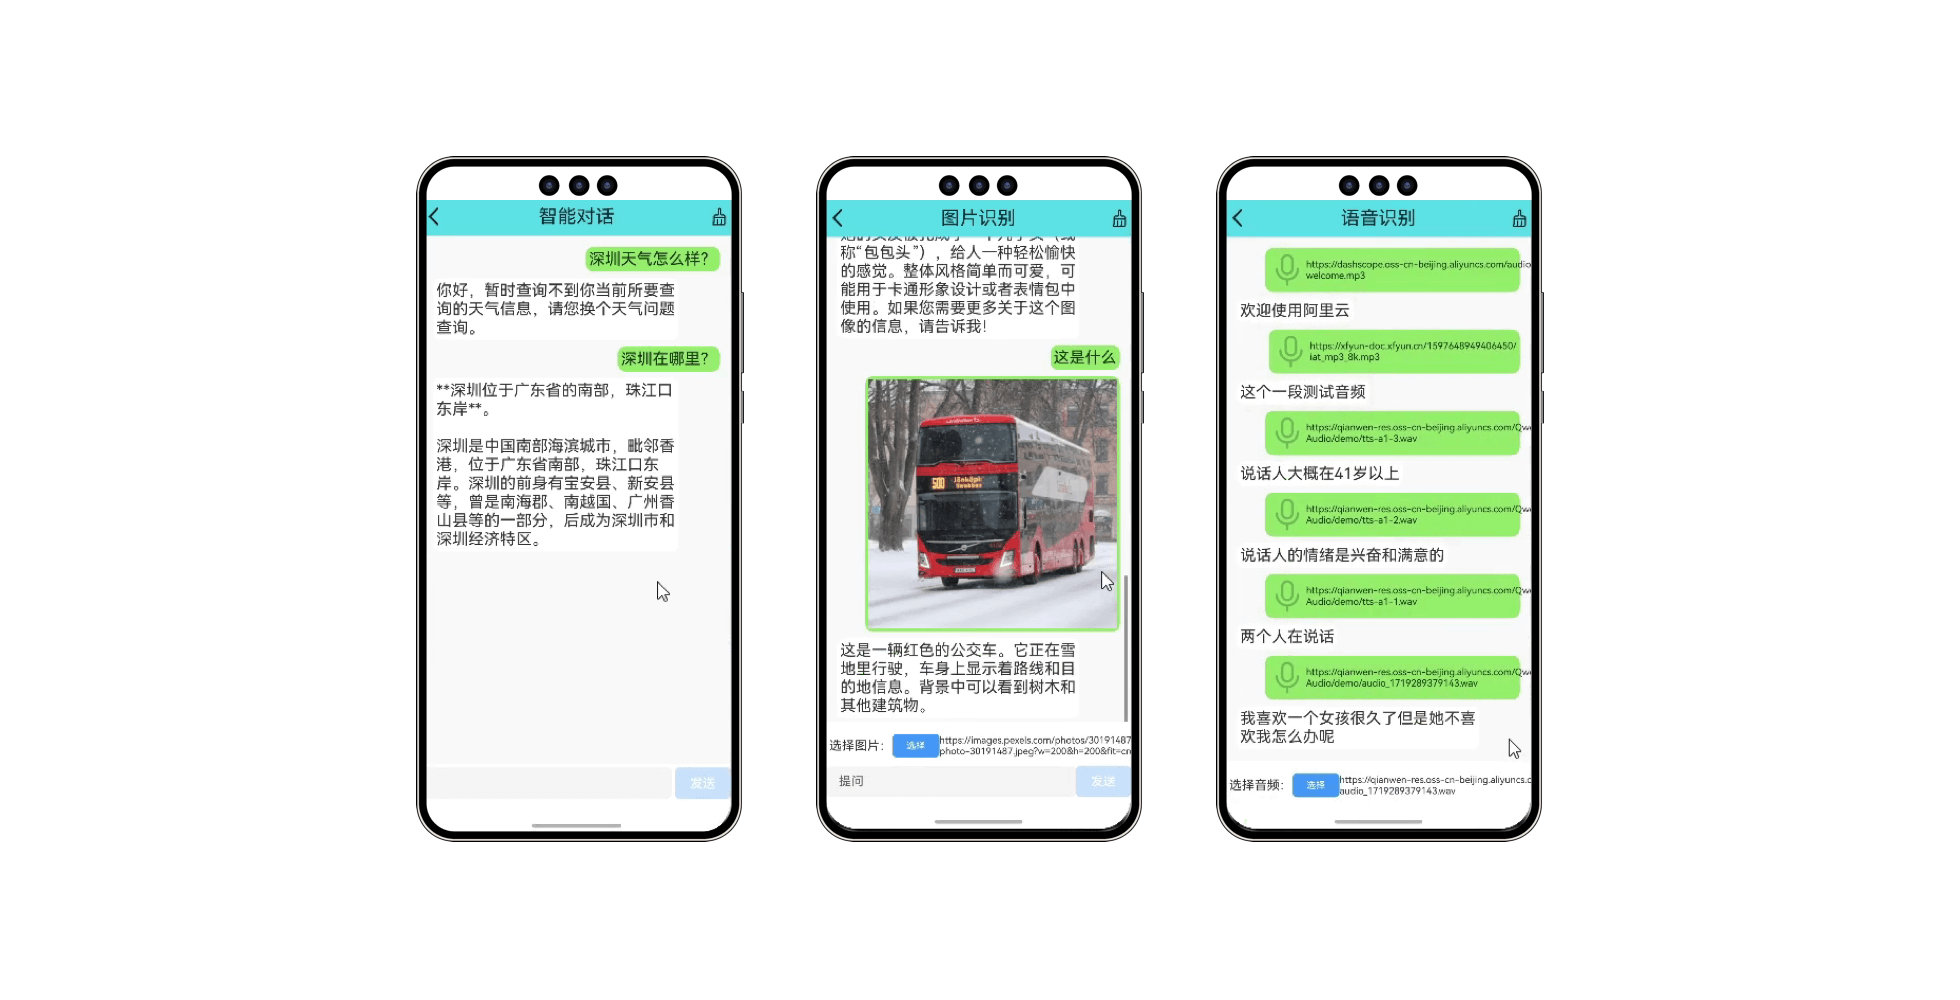 智能对话
深圳天气怎么样？
你好，暂时查询不到你当前所要查
询的天气信息，请您换个天气问题
查询。
深圳在哪里？
**深圳位于广东省的南部，珠江口
东岸**。
深圳是中国南部海滨城市，毗邻香
港，位于广东省南部，珠江口东
岸。深圳的前身有宝安县、新安县
等，曾是南海郡、南越国、广州香
山县等的一部分，后成为深圳市和
深圳经济特区。
发送
图片识别
称“包包头”），给人一种轻松愉快
的感觉。整体风格简单而可爱，可
能用于卡通形象设计或者表情包中
使用。如果您需要更多关于这个图
像的信息，请告诉我！
这是什么
500
这是一辆红色的公交车。它正在雪
地里行驶，车身上显示着路线和目
的地信息。背景中可以看到树木和
其他建筑物。
选择图片：
选择
https://images.pexels.com/photos/30191487
photo-30191487.jpeg?w=200&h=200&fit=cr
提问
发送
语音识别
https://dashscope.oss-cn-beijing.aliyuncs.com/audio
welcome.mp3
欢迎使用阿里云
https://xfyun-doc.xfyun.cn/1597648949406450/
iat_mp3_8k.mp3
这个一段测试音频
https://qianwen-res.oss-cn-beijing.aliyuncs.com/Qw
Audio/demo/tts-a1-3.wav
说话人大概在41岁以上
https://qianwen-res.oss-cn-beijing.aliyuncs.com/Qw
Audio/demo/tts-a1-2.wav
说话人的情绪是兴奋和满意的
https://qianwen-res.oss-cn-beijing.aliyuncs.com/Qw
Audio/demo/tts-a1-1.wav
两个人在说话
https://qianwen-res.oss-cn-beijing.aliyuncs.com/Qw
Audio/demo/audio_1719289379143.wav
我喜欢一个女孩很久了但是她不喜
欢我怎么办呢
选择音频：
选择
https://qianwen-res.oss-cn-beijing.aliyuncs.c
audio_1719289379143.wav